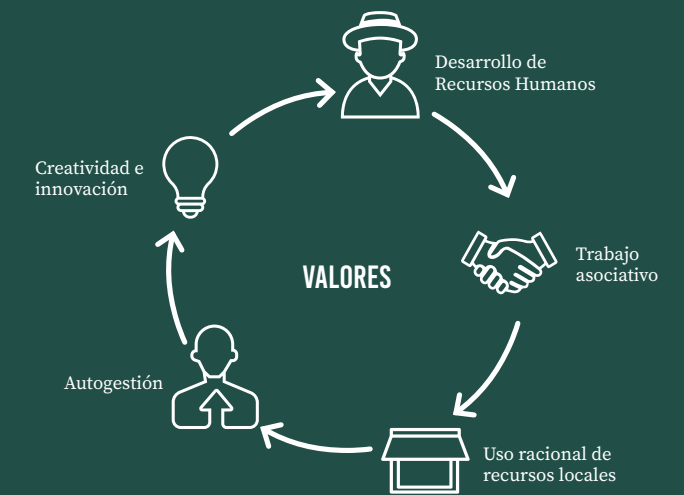 Desarrollo de
Recursos Humanos
Creatividad e
innovación
Trabajo
asociativo
VALORES
Autogestión
Uso racional de
recursos locales